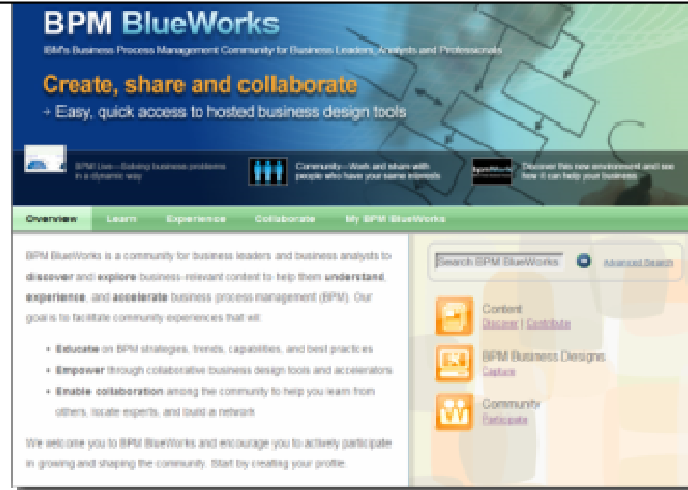 BPM BlueWorks
IBM's Business Process Management Community for Business Leaders, Analysts and Professionals
Create, share and collaborate
Easy, quick access to hosted business design tools
BPM Live—Solving business problems
in a dynamic way
Community—Work and share with
people who have your same interests
Discover this new environment and see
how it can help your business
Overview Learn Experience Collaborate My BPM BlueWorks
BPM BlueWorks is a community for business leaders and business analysts to
discover and explore business-relevant content to help them understand,
experience, and accelerate business process management (BPM). Our
goal is to facilitate community experiences that will:
• Educate on BPM strategies, trends, capabilities, and best practices
• Empower through collaborative business design tools and accelerators
• Enable collaboration among the community to help you learn from
others, locate experts, and build a network
We welcome you to BPM BlueWorks and encourage you to actively participate
in growing and shaping the community. Start by creating your profile.
Search BPM BlueWorks Advanced Search
Content
Discover | Contribute
BPM Business Designs
Capture
Community
Participate